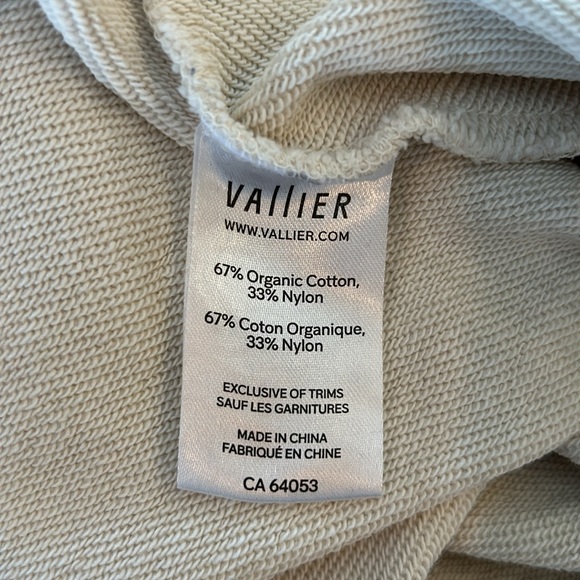 VALLIER
WWW.VALLIER.COM
67% Organic Cotton,
33% Nylon
67% Coton Organique,
33% Nylon
EXCLUSIVE OF TRIMS
SAUF LES GARNITURES
MADE IN CHINA
FABRIQUÉ EN CHINE
CA 64053